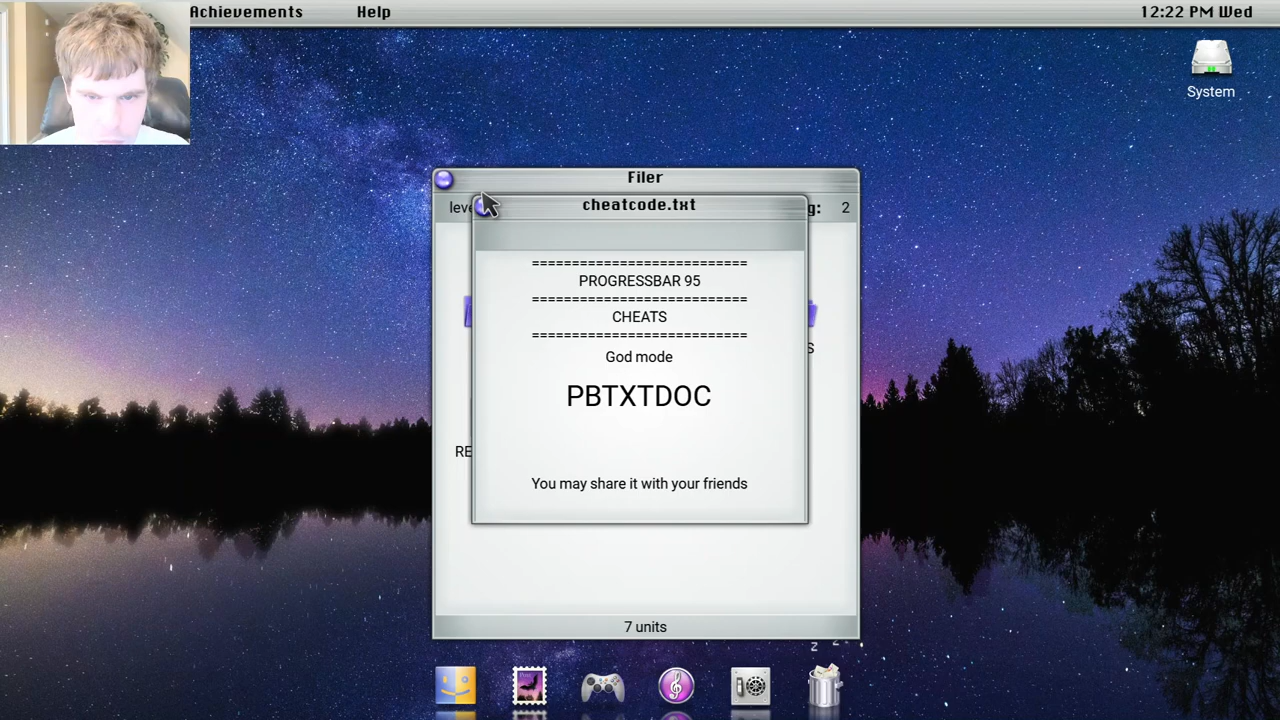 Achievements Help 12:22 PM Wed
System
Filer
leve g: 2
cheatcode.txt
===========================
PROGRESSBAR 95
===========================
CHEATS
===========================
God mode
PBTXTDOC
S
RE
You may share it with your friends
7 units
z z